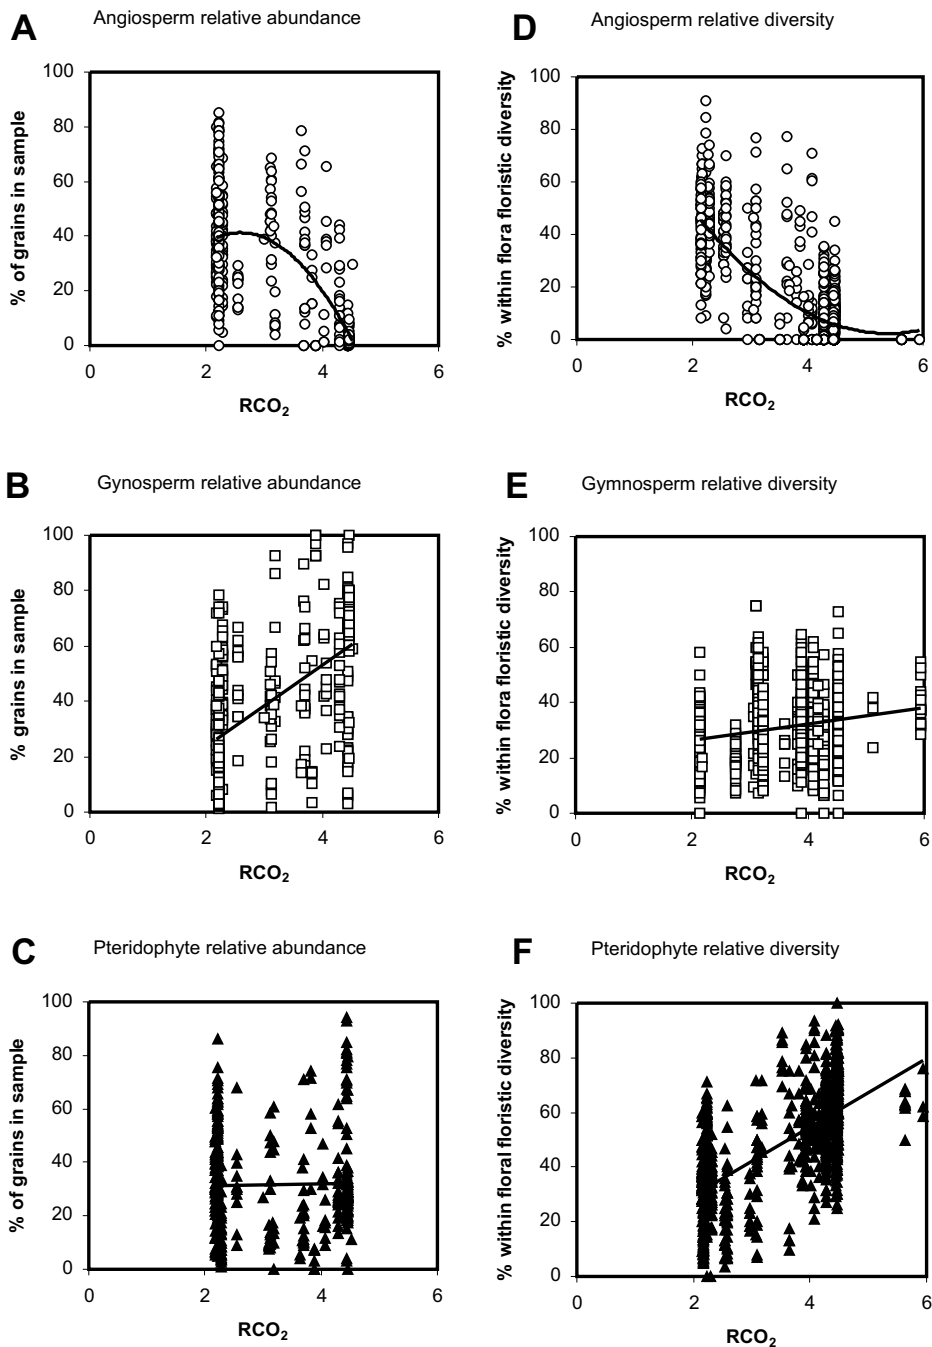 A
Angiosperm relative abundance
% of grains in sample
100
80
60
40
20
0
0 2 4 6
RCO2
D
Angiosperm relative diversity
% within flora floristic diversity
100
80
60
40
20
0
0 2 4 6
RCO2
B
Gynosperm relative abundance
% grains in sample
100
80
60
40
20
0
0 2 4 6
RCO2
E
Gymnosperm relative diversity
% within flora floristic diversity
100
80
60
40
20
0
0 2 4 6
RCO2
C
Pteridophyte relative abundance
% of grains in sample
100
80
60
40
20
0
0 2 4 6
RCO2
F
Pteridophyte relative diversity
% within floral floristic diversity
100
80
60
40
20
0
0 2 4 6
RCO2